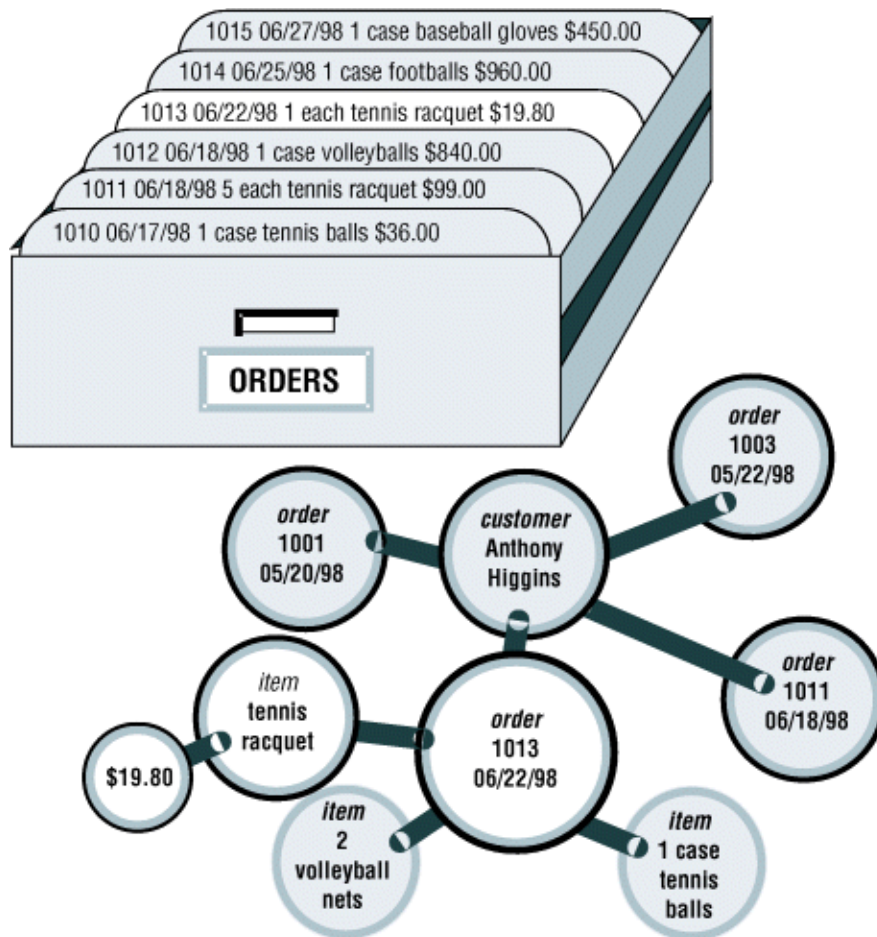 1015 06/27/98 1 case baseball gloves $450.00
1014 06/25/98 1 case footballs $960.00
1013 06/22/98 1 each tennis racquet $19.80
1012 06/18/98 1 case volleyballs $840.00
1011 06/18/98 5 each tennis racquet $99.00
1010 06/17/98 1 case tennis balls $36.00
ORDERS
order
1003
05/22/98
order
1001
05/20/98
customer
Anthony
Higgins
order
1011
06/18/98
item
tennis
racquet
order
1013
06/22/98
$19.80
item
2
volleyball
nets
item
1 case
tennis
balls